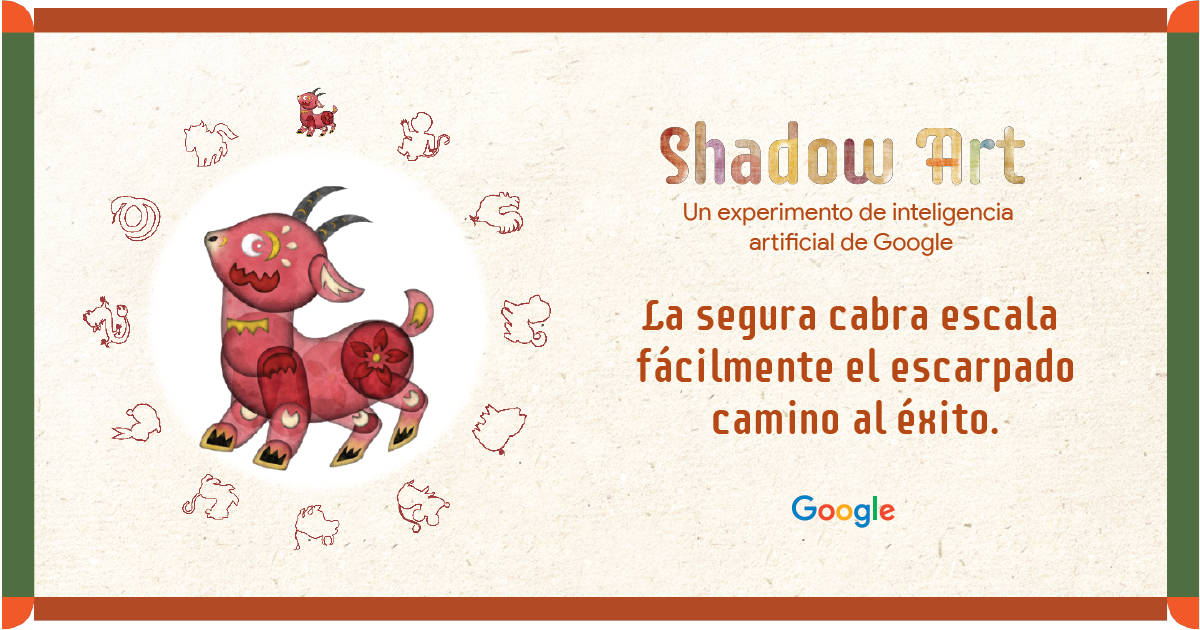 Shadow Art
Un experimento de inteligencia
artificial de Google
La segura cabra escala
fácilmente el escarpado
camino al éxito.
Google